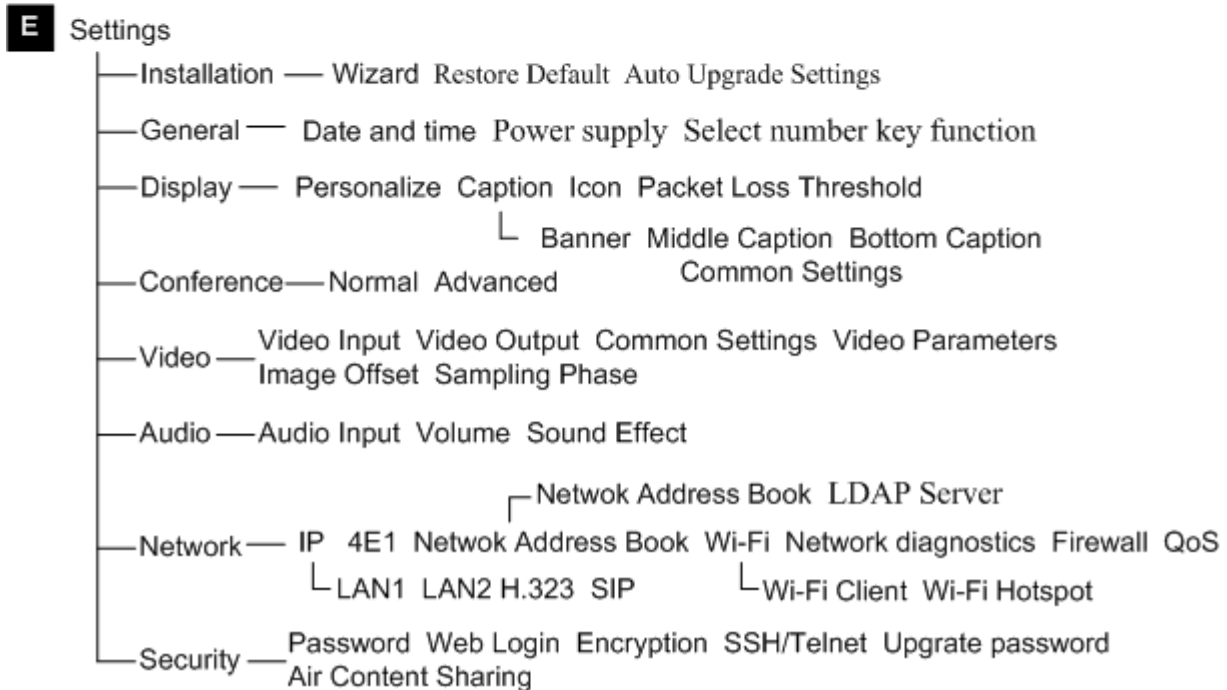 E Settings
Installation Wizard Restore Default Auto Upgrade Settings
General Date and time Power supply Select number key function
Display Personalize Caption Icon Packet Loss Threshold
Banner Middle Caption Bottom Caption
Common Settings
Conference Normal Advanced
Video Video Input Video Output Common Settings Video Parameters
Image Offset Sampling Phase
Audio Audio Input Volume Sound Effect
Netwok Address Book LDAP Server
Network IP 4E1 Netwok Address Book Wi-Fi Network diagnostics Firewall QoS
LAN1 LAN2 H.323 SIP Wi-Fi Client Wi-Fi Hotspot
Security Password Web Login Encryption SSH/Telnet Upgrate password
Air Content Sharing